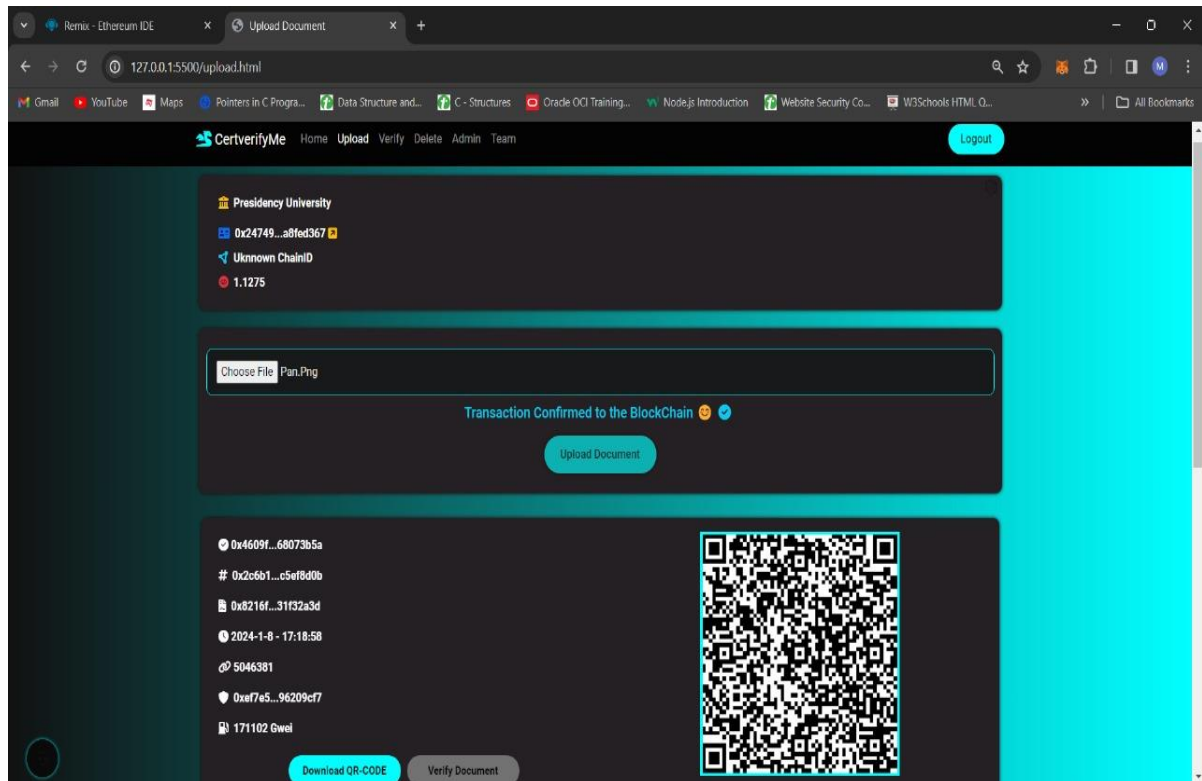 Remix - Ethereum IDE
Upload Document
127.0.0.1:5500/upload.html
Gmail YouTube Maps Pointers in C Progra... Data Structure and... C - Structures Oracle OCI Training... Node.js Introduction Website Security Co... W3Schools HTML Q... » All Bookmarks
CertverifyMe Home Upload Verify Delete Admin Team Logout
Presidency University
0x24749...a8fed367
Uknnown ChainID
1.1275
Choose File Pan.Png
Transaction Confirmed to the BlockChain
Upload Document
0x4609f...68073b5a
# 0x2c6b1...c5ef8d0b
0x8216f...31f32a3d
2024-1-8 - 17:18:58
5046381
0xef7e5...96209cf7
171102 Gwei
Download QR-CODE Verify Document